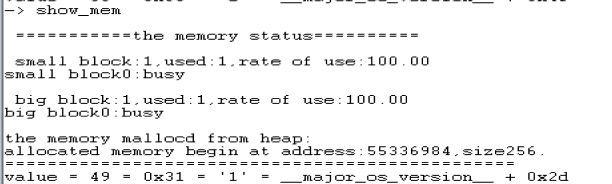 -> show_mem
===========the memory status==========
small block:1,used:1,rate of use:100.00
small block0:busy
big block:1,used:1,rate of use:100.00
big block0:busy
the memory mallocd from heap:
allocated memory begin at address:55336984,size256.
================================================
value = 49 = 0x31 = '1' = __major_os_version__ + 0x2d